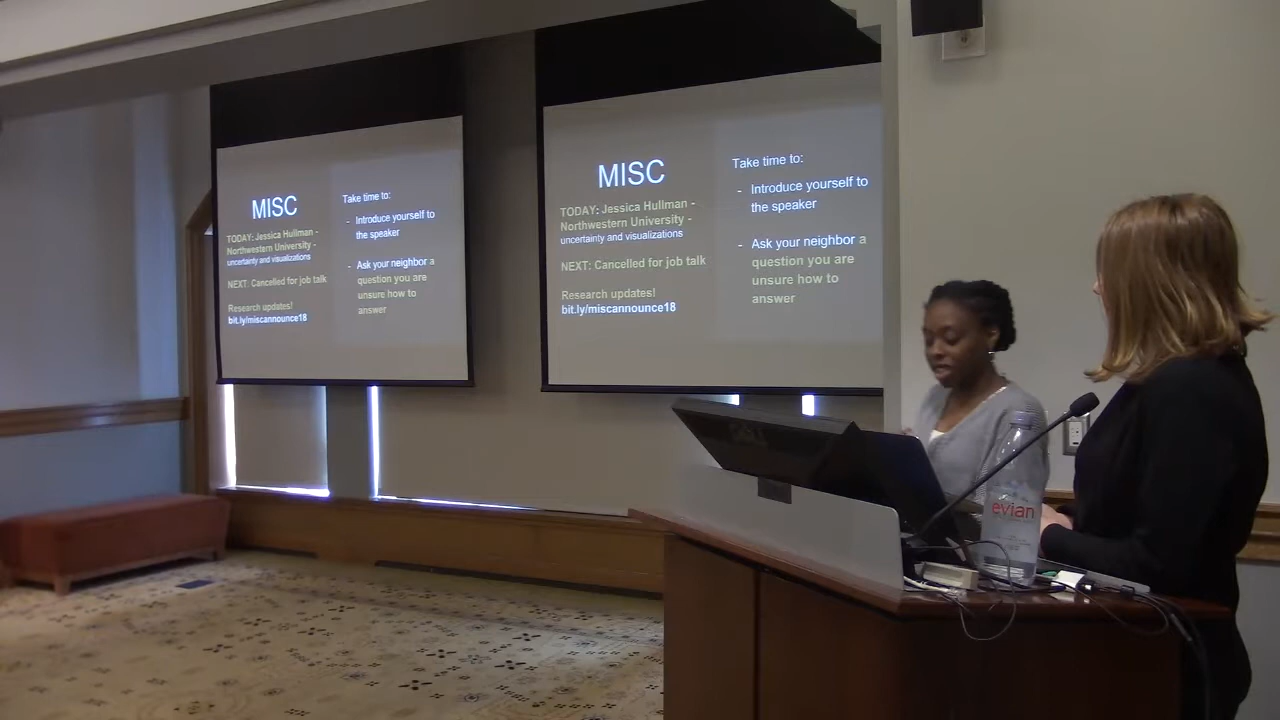 MISC
TODAY: Jessica Hullman -
Northwestern University -
uncertainty and visualizations
NEXT: Cancelled for job talk
Research updates!
bit.ly/miscannounce18
Take time to:
- Introduce yourself to
the speaker
- Ask your neighbor a
question you are
unsure how to
answer
MISC
TODAY: Jessica Hullman -
Northwestern University -
uncertainty and visualizations
NEXT: Cancelled for job talk
Research updates!
bit.ly/miscannounce18
Take time to:
- Introduce yourself to
the speaker
- Ask your neighbor a
question you are
unsure how to
answer
DELL
evian